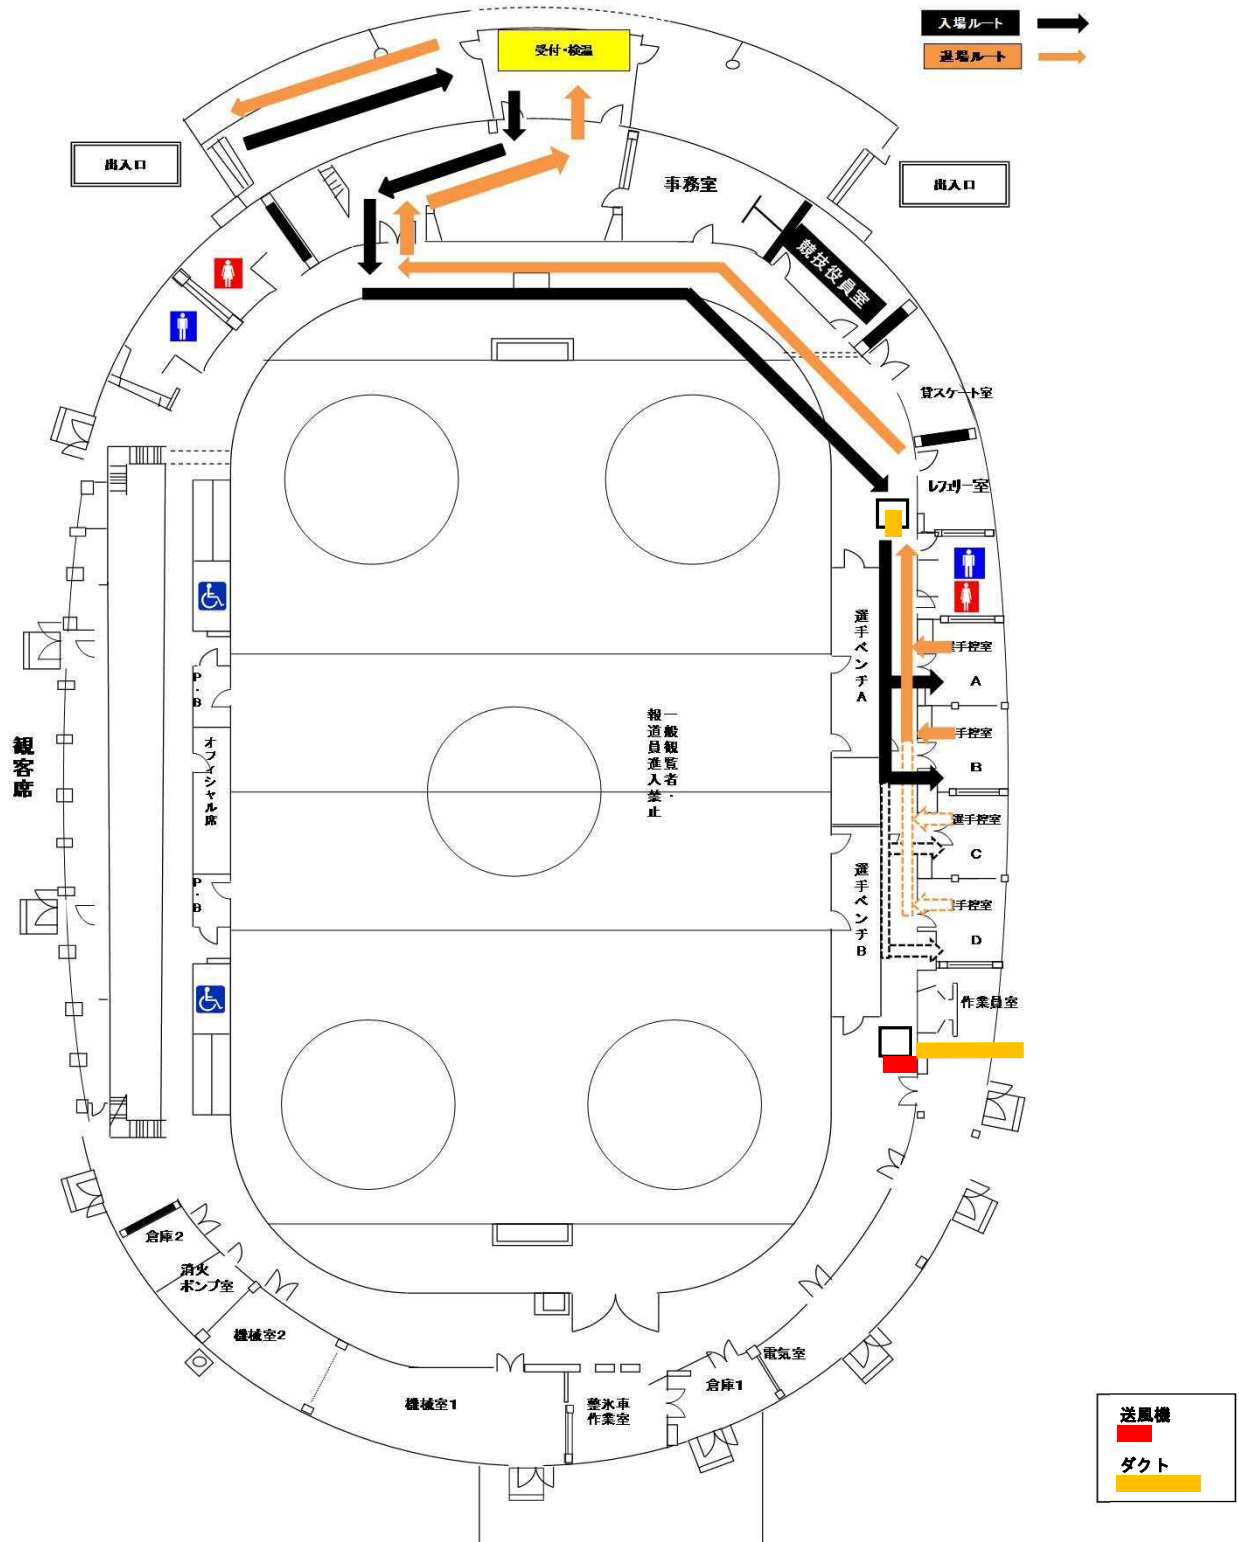 入場ルート
退場ルート
受付・検温
出入口
出入口
事務室
競技役員室
貸スケート室
レフェリー室
選手ベンチA
手控室
A
手控室
B
選手控室
C
手控室
D
選手ベンチB
作業員室
P・B
オフィシャル席
P・B
観客席
一般観覧者・
報道員進入禁止
倉庫2
消火
ポンプ室
機械室2
機械室1
整氷車
作業室
倉庫1
電気室
送風機
ダクト